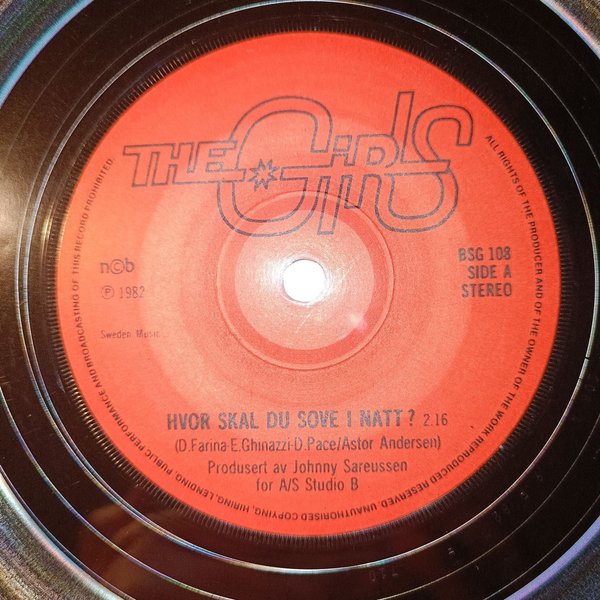 THE GIRLS
ncb
Ⓟ 1982
Sweden Music
BSG 108
SIDE A
STEREO
HVOR SKAL DU SOVE I NATT? 2.16
(D.Farina-E.Ghinazzi-D.Pace/Astor Andersen)
Produsert av Johnny Sareussen
for A/S Studio B
ALL RIGHTS OF THE PRODUCER AND OF THE OWNER OF THE WORK REPRODUCED RESERVED. UNAUTHORISED COPYING, HIRING, LENDING, PUBLIC PERFORMANCE AND BROADCASTING OF THIS RECORD PROHIBITED.